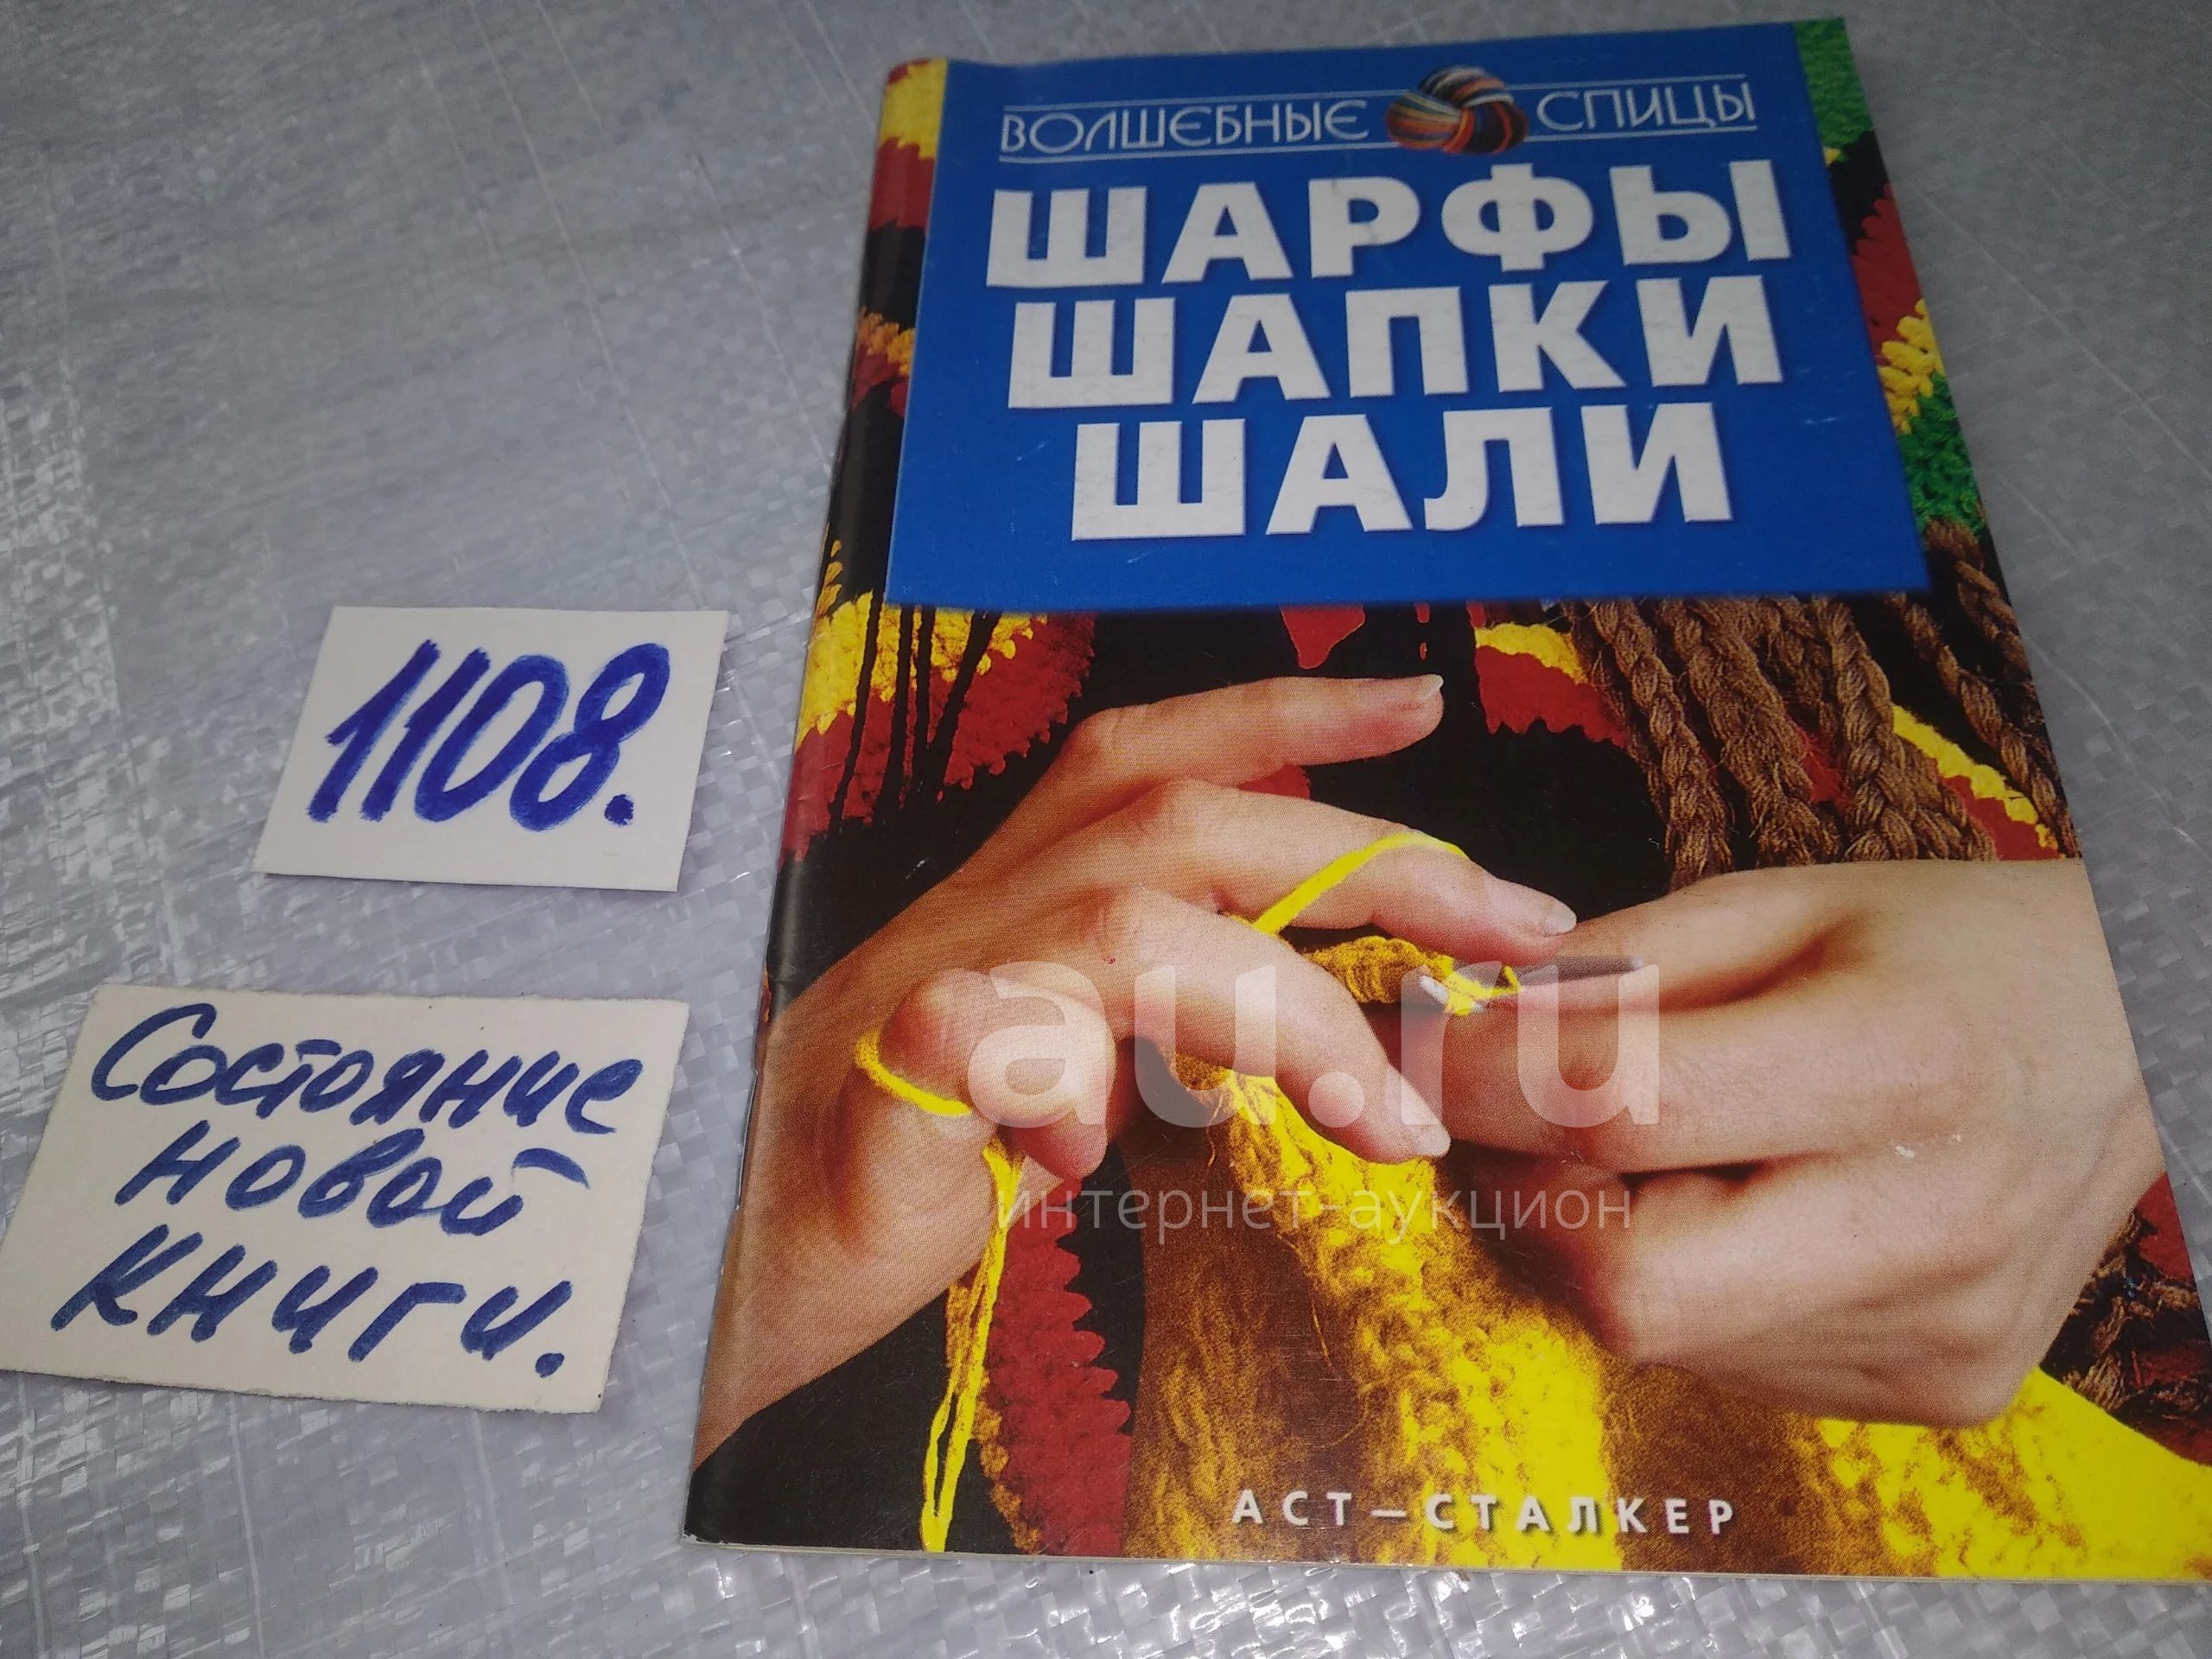 ВОЛШЕБНЫЕ СПИЦЫ
ШАРФЫ
ШАПКИ
ШАЛИ
1108.
Состояние
новой
книги.
au.ru
интернет-аукцион
АСТ–СТАЛКЕР